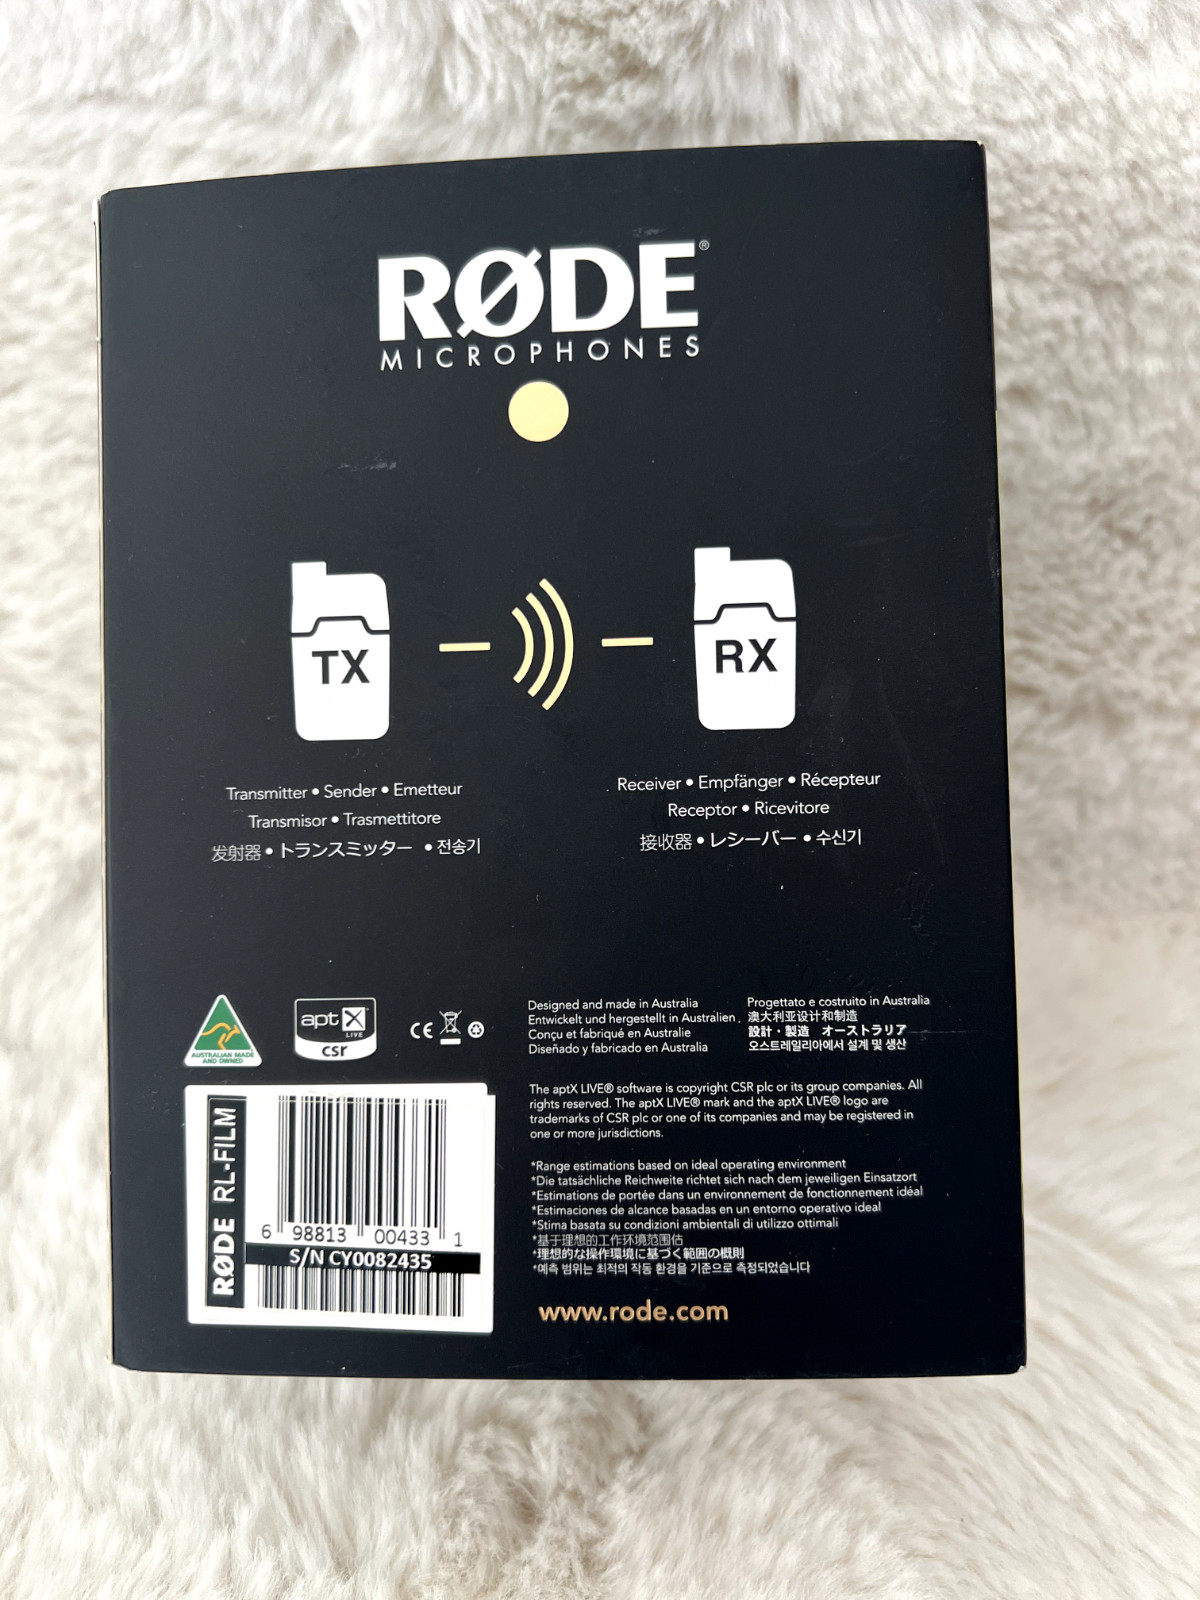 RØDE®
MICROPHONES
TX
RX
Transmitter • Sender • Emetteur
Transmisor • Trasmettitore
发射器 • トランスミッター • 전송기
Receiver • Empfänger • Récepteur
Receptor • Ricevitore
接收器 • レシーバー • 수신기
AUSTRALIAN MADE
AND OWNED
aptX
LIVE
csr
CE
Designed and made in Australia
Entwickelt und hergestellt in Australien
Conçu et fabriqué en Australie
Diseñado y fabricado en Australia
Progettato e costruito in Australia
澳大利亚设计和制造
設計・製造 オーストラリア
오스트레일리아에서 설계 및 생산
The aptX LIVE® software is copyright CSR plc or its group companies. All
rights reserved. The aptX LIVE® mark and the aptX LIVE® logo are
trademarks of CSR plc or one of its companies and may be registered in
one or more jurisdictions.
*Range estimations based on ideal operating environment
*Die tatsächliche Reichweite richtet sich nach dem jeweiligen Einsatzort
*Estimations de portée dans un environnement de fonctionnement idéal
*Estimaciones de alcance basadas en un entorno operativo ideal
*Stima basata su condizioni ambientali di utilizzo ottimali
*基于理想的工作环境范围估
*理想的な操作環境に基づく範囲の概則
*예측 범위는 최적의 작동 환경을 기준으로 측정되었습니다
www.rode.com
RØDE RL-FILM
6 98813 00433 1
S/N CY0082435